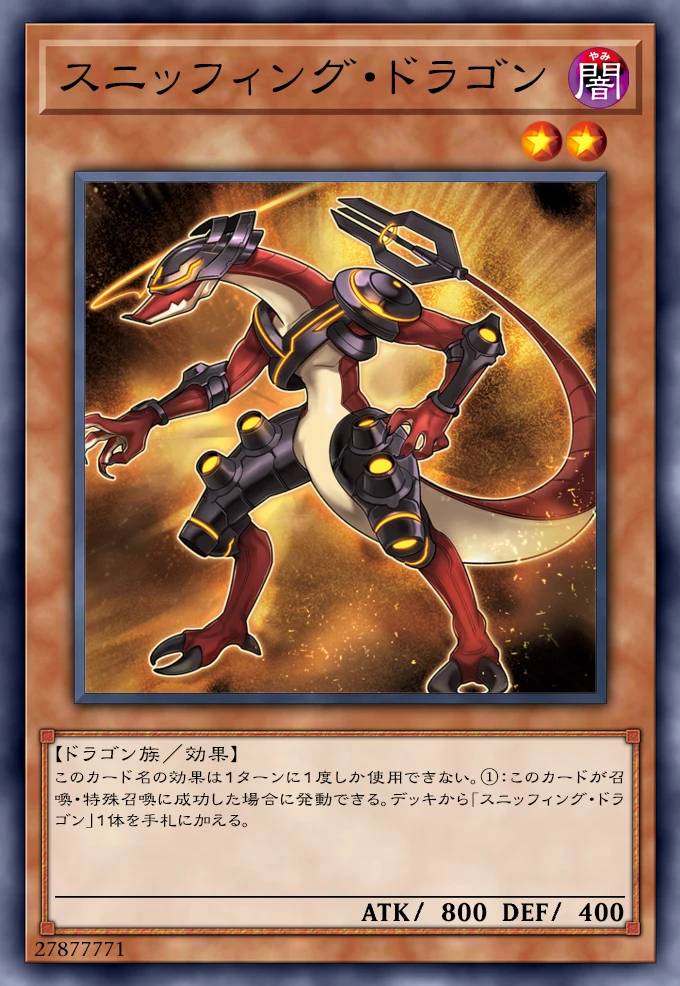 スニッフィング・ドラゴン
やみ
闇
【ドラゴン族／効果】
このカード名の効果は1ターンに1度しか使用できない。①：このカードが召
喚・特殊召喚に成功した場合に発動できる。デッキから「スニッフィング・ドラ
ゴン」1体を手札に加える。
ATK/ 800 DEF/ 400
27877771